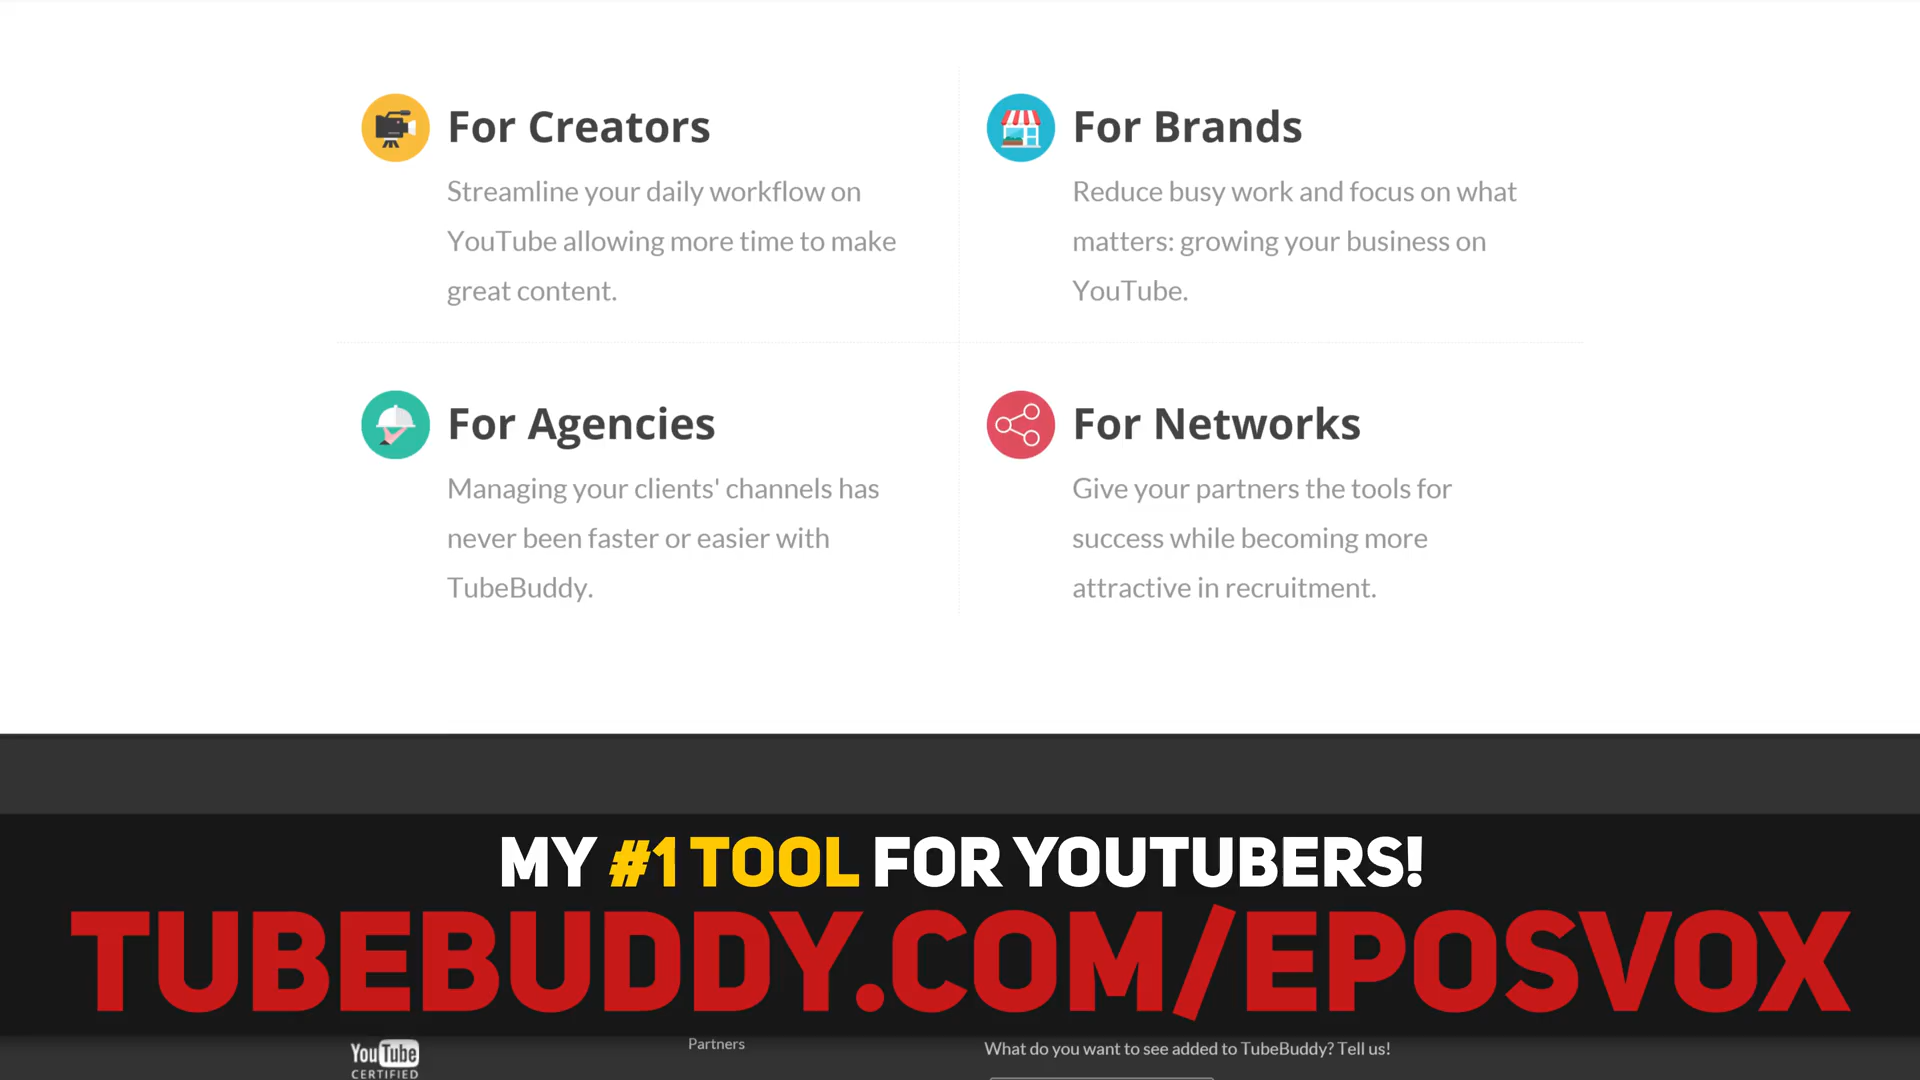 For Creators
Streamline your daily workflow on
YouTube allowing more time to make
great content.
For Brands
Reduce busy work and focus on what
matters: growing your business on
YouTube.
For Agencies
Managing your clients' channels has
never been faster or easier with
TubeBuddy.
For Networks
Give your partners the tools for
success while becoming more
attractive in recruitment.
MY #1 TOOL FOR YOUTUBERS!
TUBEBUDDY.COM/EPOSVOX
YouTube
CERTIFIED
Partners
What do you want to see added to TubeBuddy? Tell us!